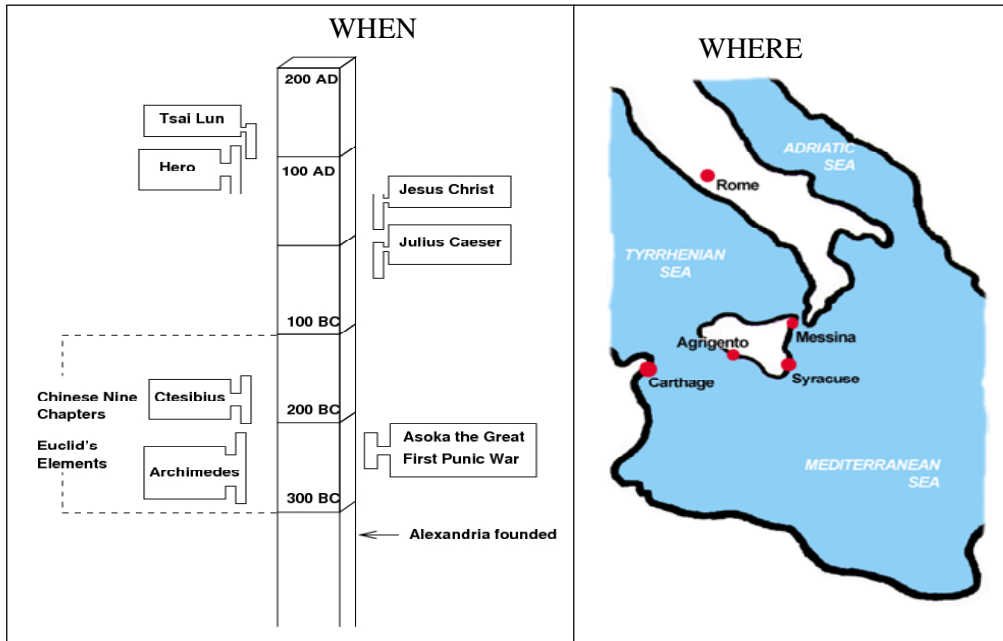 WHEN
200 AD
Tsai Lun
Hero
100 AD
Jesus Christ
Julius Caeser
100 BC
Chinese Nine
Chapters
Ctesibius
200 BC
Euclid's
Elements
Archimedes
Asoka the Great
First Punic War
300 BC
Alexandria founded
WHERE
ADRIATIC
SEA
Rome
TYRRHENIAN
SEA
Messina
Agrigento
Carthage
Syracuse
MEDITERRANEAN
SEA